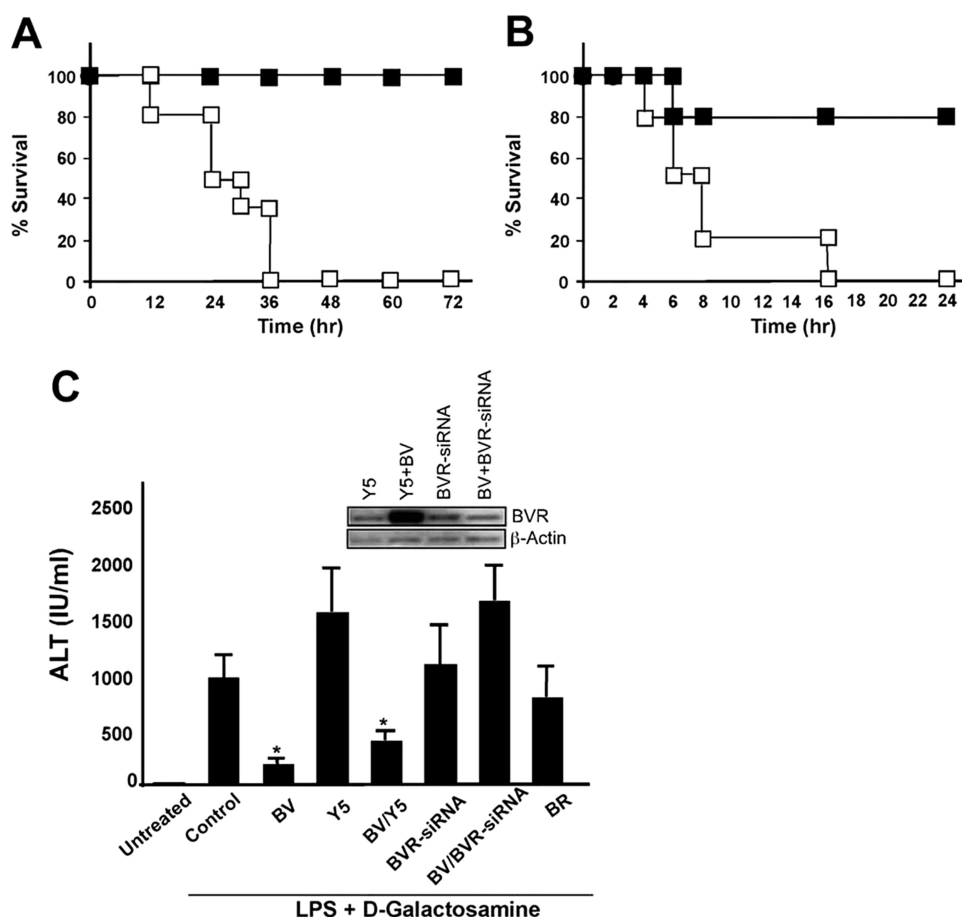 A
B
100
80
60
40
20
0
% Survival
0 12 24 36 48 60 72
Time (hr)
100
80
60
40
20
0
% Survival
0 2 4 6 8 10 12 14 16 18 20 22 24
Time (hr)
C
Y5
Y5+BV
BVR-siRNA
BV+BVR-siRNA
BVR
β-Actin
2500
2000
1500
1000
500
0
ALT (IU/ml)
*
*
Untreated
Control
BV
Y5
BV/Y5
BVR-siRNA
BV/BVR-siRNA
BR
LPS + D-Galactosamine